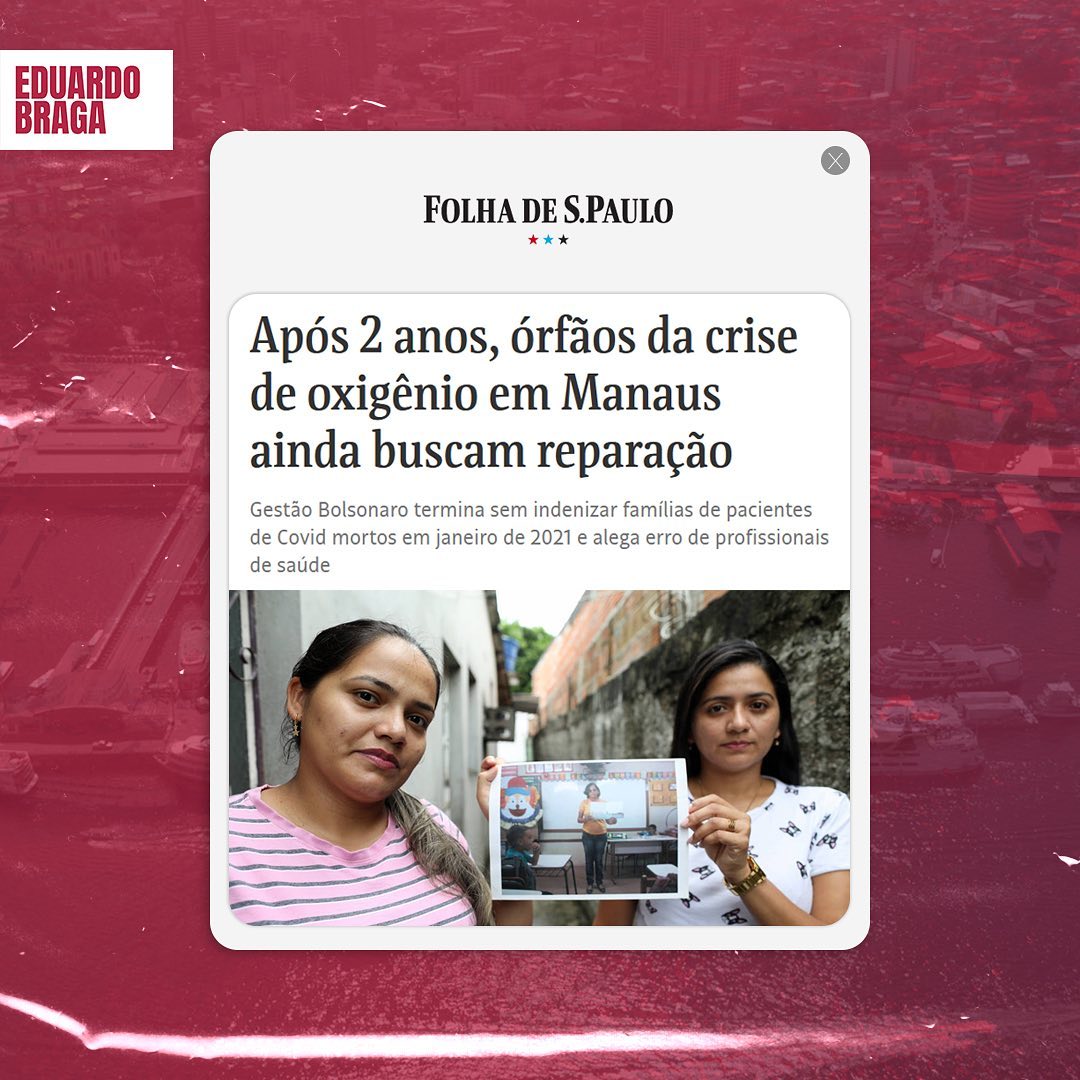 EDUARDO
BRAGA
FOLHA DE S.PAULO
Após 2 anos, órfãos da crise
de oxigênio em Manaus
ainda buscam reparação
Gestão Bolsonaro termina sem indenizar famílias de pacientes
de Covid mortos em janeiro de 2021 e alega erro de profissionais
de saúde